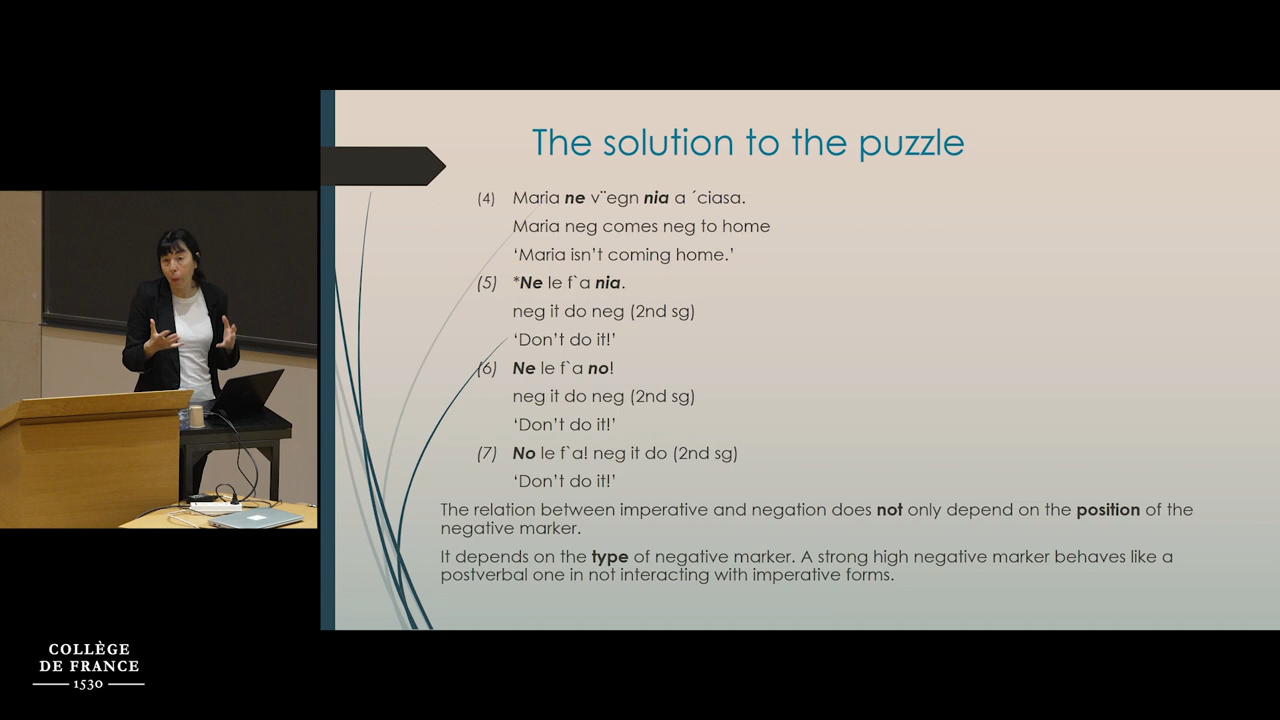 The solution to the puzzle
(4) Maria ne v¨egn nia a ´ciasa.
Maria neg comes neg to home
‘Maria isn’t coming home.’
(5) *Ne le f`a nia.
neg it do neg (2nd sg)
‘Don’t do it!’
(6) Ne le f`a no!
neg it do neg (2nd sg)
‘Don’t do it!’
(7) No le f`a! neg it do (2nd sg)
‘Don’t do it!’
The relation between imperative and negation does not only depend on the position of the
negative marker.
It depends on the type of negative marker. A strong high negative marker behaves like a
postverbal one in not interacting with imperative forms.
COLLÈGE
DE FRANCE
1530